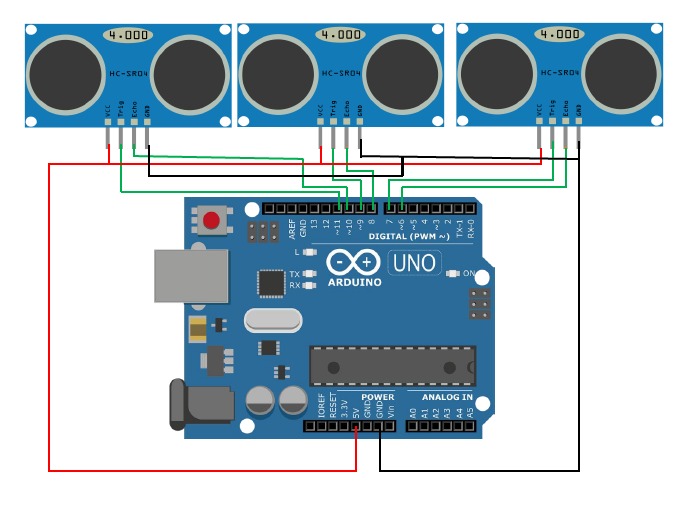 4.000 4.000 4.000
HC-SR04 HC-SR04 HC-SR04
VCC Trig Echo GND VCC Trig Echo GND VCC Trig Echo GND
AREF GND 13 12 ~11 ~10 ~9 8 7 ~6 ~5 4 ~3 2 TX-1 RX-0
DIGITAL (PWM ~)
L
UNO
TX ON
RX
ARDUINO
POWER ANALOG IN
IOREF RESET 3.3V 5V GND GND Vin A0 A1 A2 A3 A4 A5